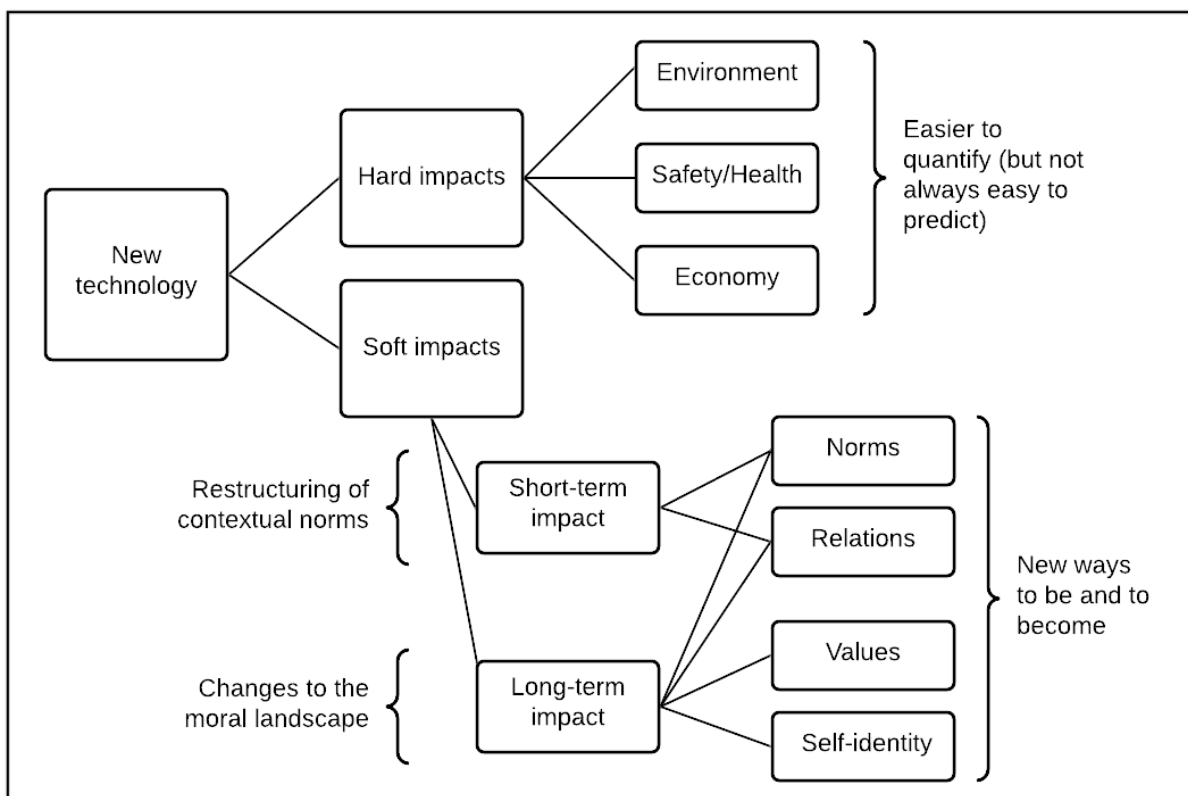 New
technology
Hard impacts
Soft impacts
Environment
Safety/Health
Economy
Easier to
quantify (but not
always easy to
predict)
Restructuring of
contextual norms
Short-term
impact
Changes to the
moral landscape
Long-term
impact
Norms
Relations
Values
Self-identity
New ways
to be and to
become